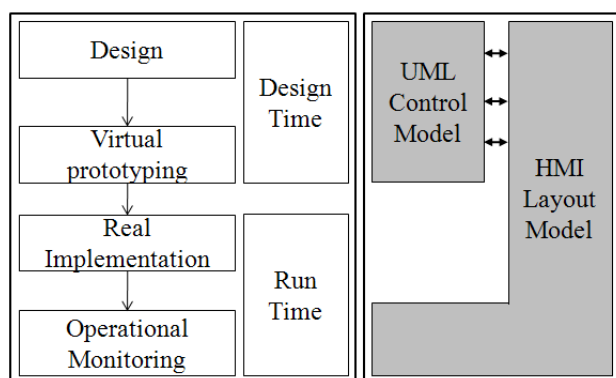 Design
Virtual
prototyping
Real
Implementation
Operational
Monitoring
Design
Time
Run
Time
UML
Control
Model
HMI
Layout
Model